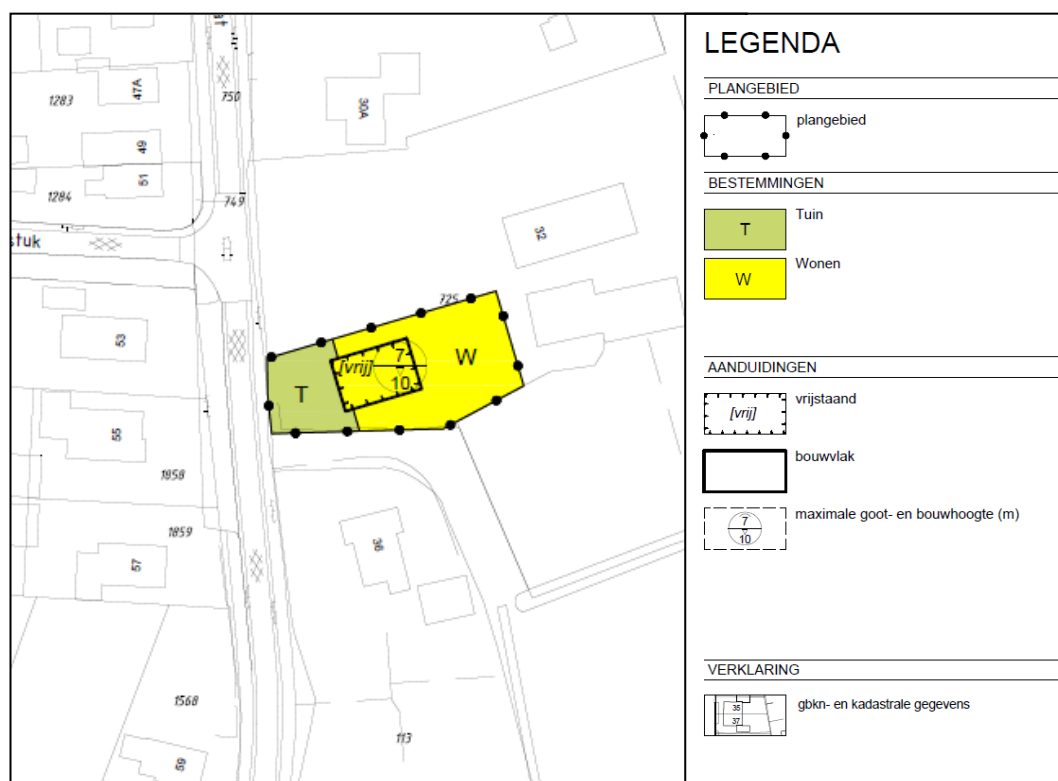 750
1283
47A
30A
49
51
1284
749
stuk
32
725
53
[vrij]
7
10
W
T
55
1858
1859
36
57
1568
113
59
LEGENDA
PLANGEBIED
plangebied
BESTEMMINGEN
T
Tuin
W
Wonen
AANDUIDINGEN
[vrij]
vrijstaand
bouwvlak
7
10
maximale goot- en bouwhoogte (m)
VERKLARING
35
37
gbkn- en kadastrale gegevens